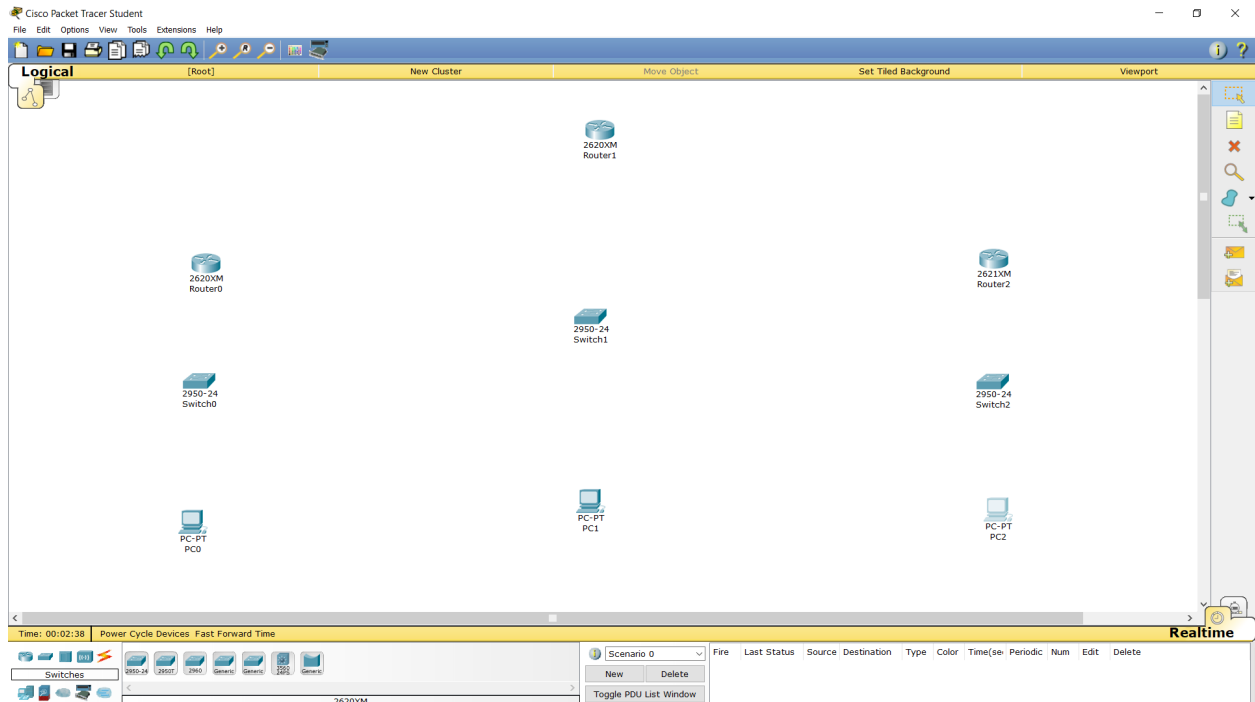 Cisco Packet Tracer Student
File Edit Options View Tools Extensions Help
Logical [Root] New Cluster Move Object Set Tiled Background Viewport
2620XM
Router1
2620XM
Router0
2621XM
Router2
2950-24
Switch1
2950-24
Switch0
2950-24
Switch2
PC-PT
PC1
PC-PT
PC2
PC-PT
PC0
Time: 00:02:38 Power Cycle Devices Fast Forward Time Realtime
Scenario 0 Fire Last Status Source Destination Type Color Time(se Periodic Num Edit Delete
2950-24 2950T 2960 Generic Generic 3560 24PS Generic
Switches
New Delete
Toggle PDU List Window
2620XM